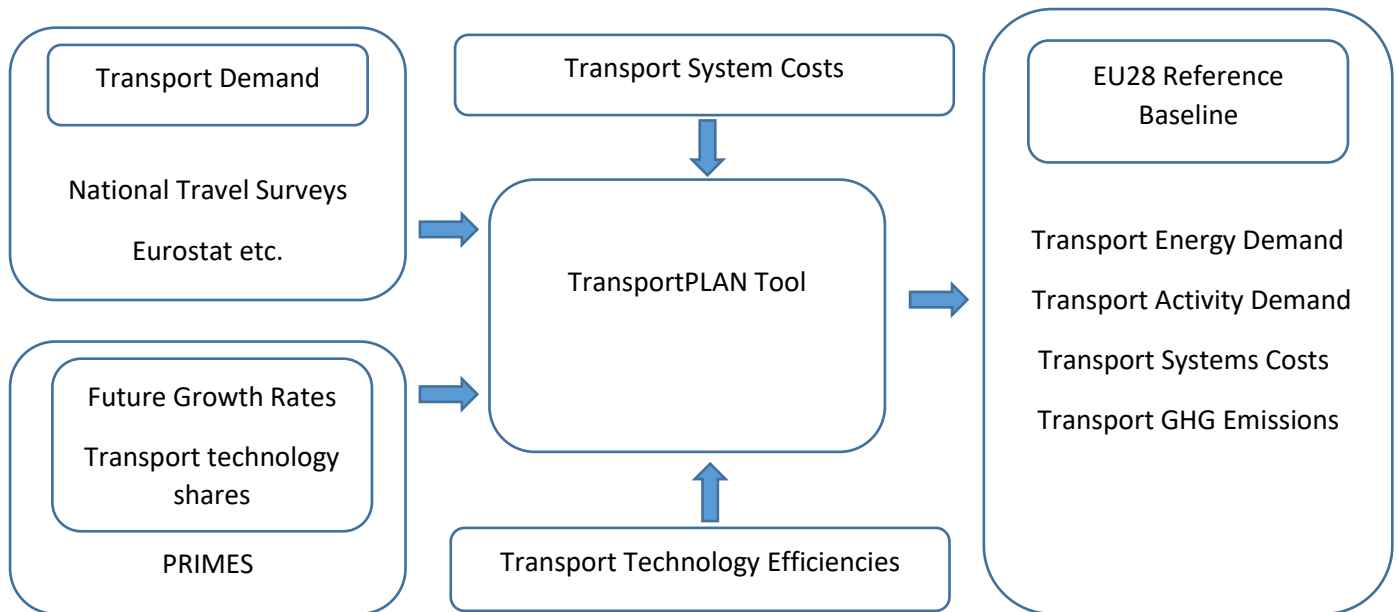 Transport Demand
National Travel Surveys
Eurostat etc.
Future Growth Rates
Transport technology
shares
PRIMES
Transport System Costs
TransportPLAN Tool
Transport Technology Efficiencies
EU28 Reference
Baseline
Transport Energy Demand
Transport Activity Demand
Transport Systems Costs
Transport GHG Emissions